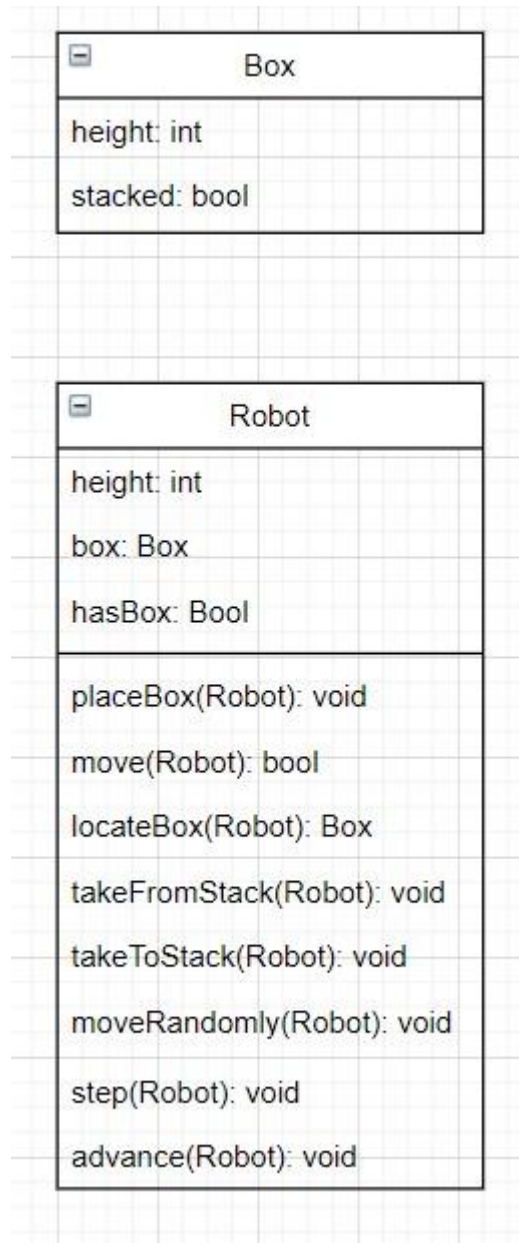 Box
height: int
stacked: bool
Robot
height: int
box: Box
hasBox: Bool
placeBox(Robot): void
move(Robot): bool
locateBox(Robot): Box
takeFromStack(Robot): void
takeToStack(Robot): void
moveRandomly(Robot): void
step(Robot): void
advance(Robot): void